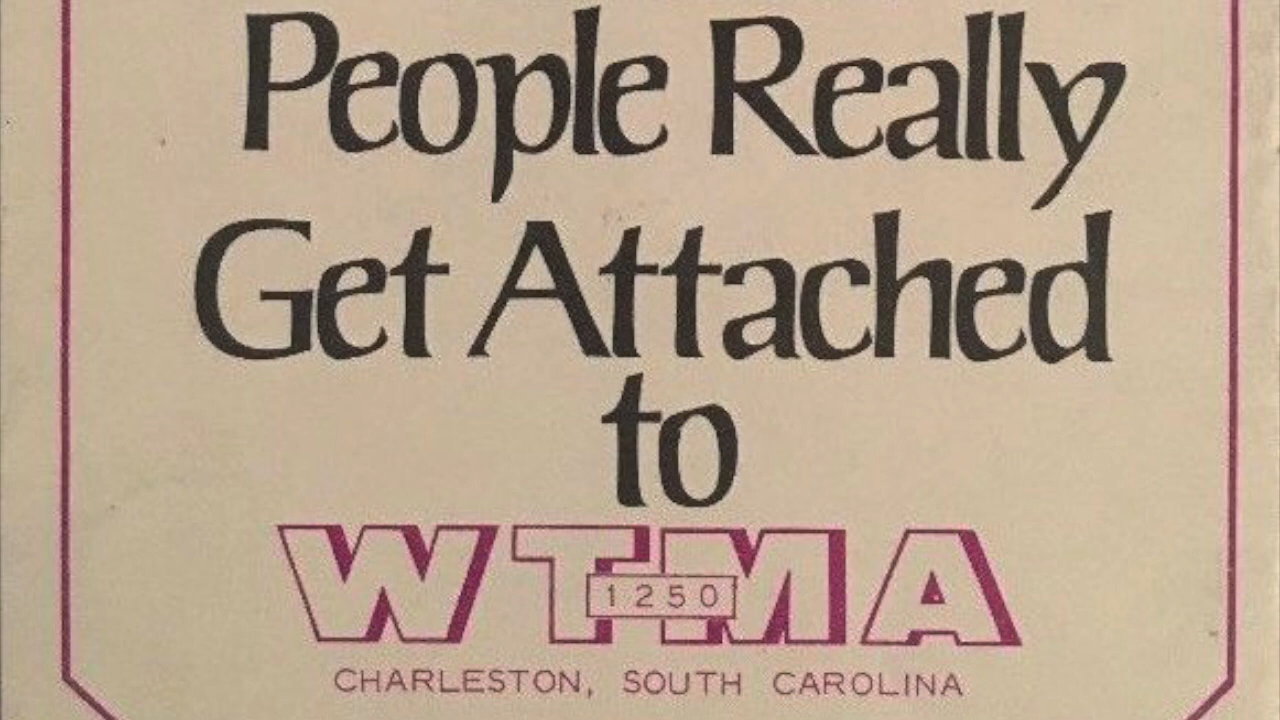 People Really
Get Attached
to
WTMA
1250
CHARLESTON, SOUTH CAROLINA